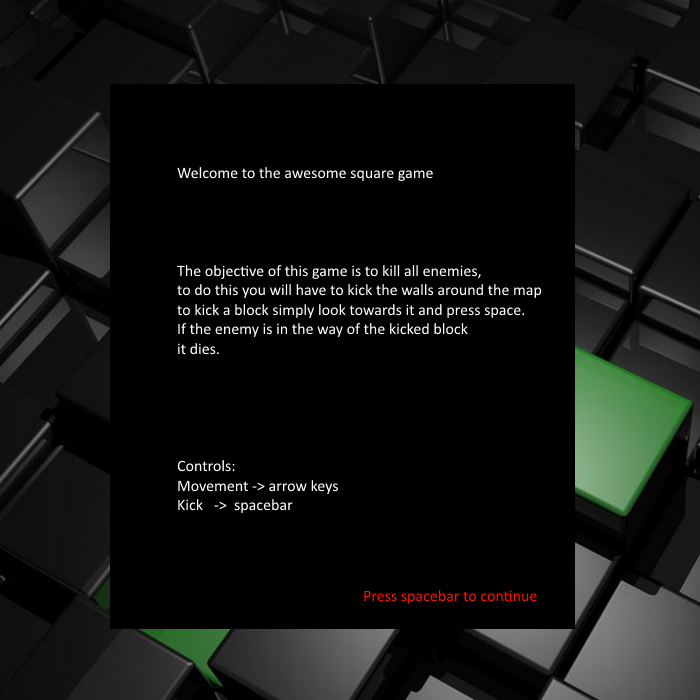 Welcome to the awesome square game
The objective of this game is to kill all enemies,
to do this you will have to kick the walls around the map
to kick a block simply look towards it and press space.
If the enemy is in the way of the kicked block
it dies.
Controls:
Movement -> arrow keys
Kick -> spacebar
Press spacebar to continue